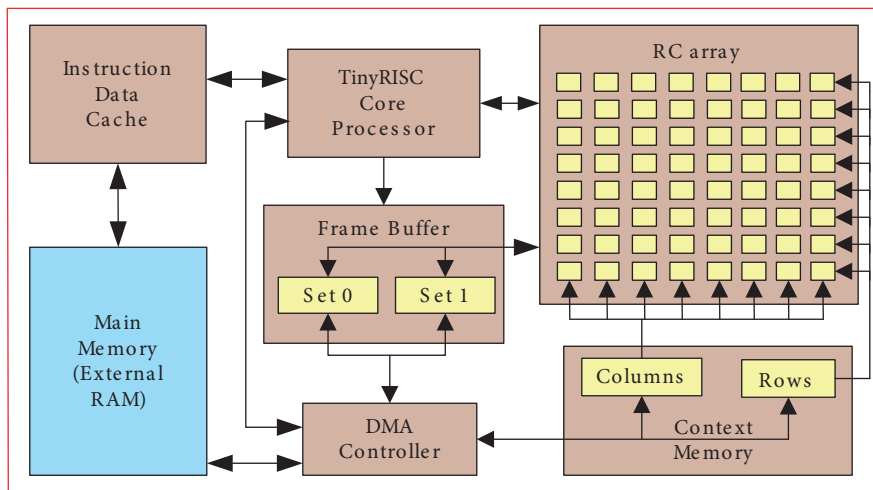 Instruction
Data
Cache
TinyRISC
Core
Processor
RC array
Frame Buffer
Set 0
Set 1
Main
Memory
(External
RAM)
DMA
Controller
Columns
Rows
Context
Memory